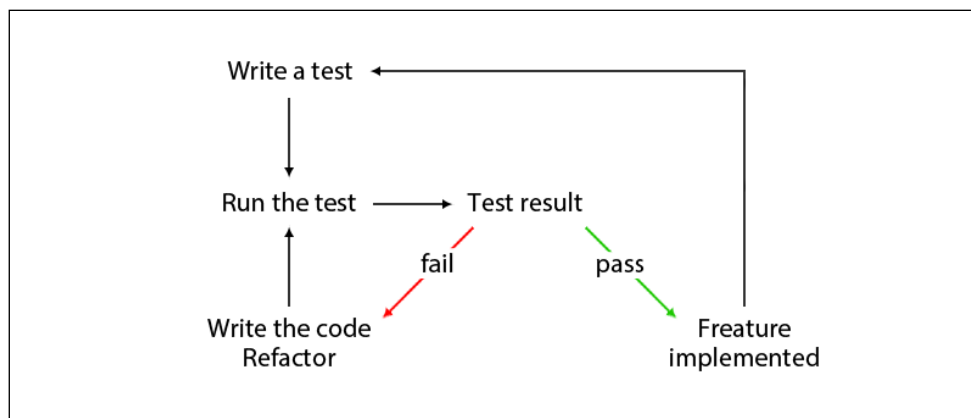 Write a test
Run the test
Test result
fail
pass
Write the code
Refactor
Freature
implemented